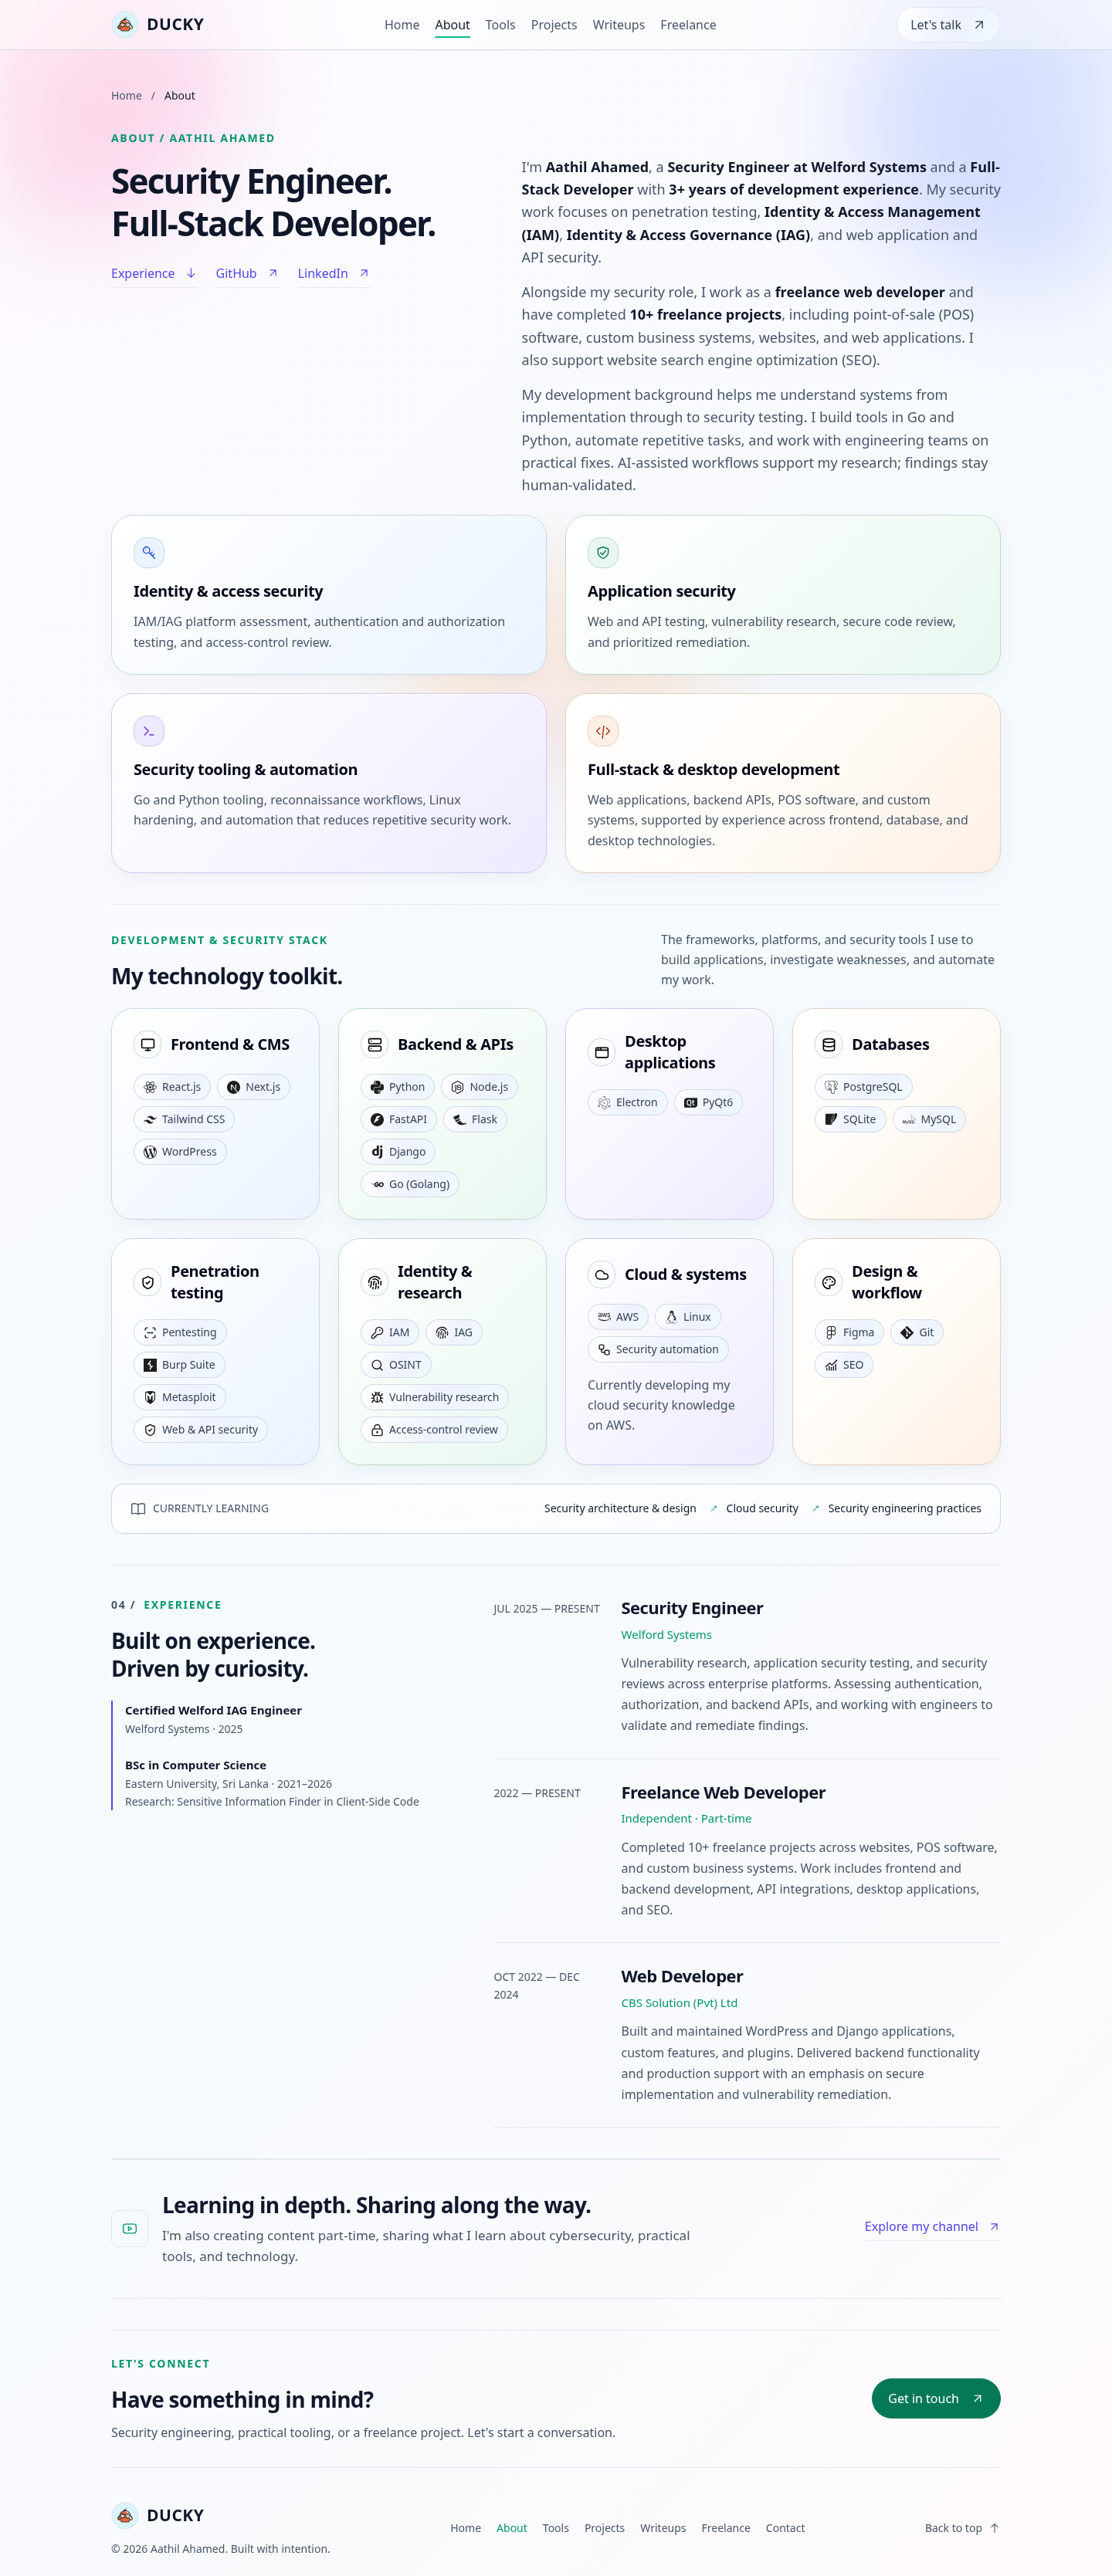 DUCKY
Home About Tools Projects Writeups Freelance
Let's talk
Home / About
ABOUT / AATHIL AHAMED
Security Engineer.
Full-Stack Developer.
Experience GitHub LinkedIn
I'm Aathil Ahamed, a Security Engineer at Welford Systems and a Full-
Stack Developer with 3+ years of development experience. My security
work focuses on penetration testing, Identity & Access Management
(IAM), Identity & Access Governance (IAG), and web application and
API security.
Alongside my security role, I work as a freelance web developer and
have completed 10+ freelance projects, including point-of-sale (POS)
software, custom business systems, websites, and web applications. I
also support website search engine optimization (SEO).
My development background helps me understand systems from
implementation through to security testing. I build tools in Go and
Python, automate repetitive tasks, and work with engineering teams on
practical fixes. AI-assisted workflows support my research; findings stay
human-validated.
Identity & access security
IAM/IAG platform assessment, authentication and authorization
testing, and access-control review.
Application security
Web and API testing, vulnerability research, secure code review,
and prioritized remediation.
Security tooling & automation
Go and Python tooling, reconnaissance workflows, Linux
hardening, and automation that reduces repetitive security work.
Full-stack & desktop development
Web applications, backend APIs, POS software, and custom
systems, supported by experience across frontend, database, and
desktop technologies.
DEVELOPMENT & SECURITY STACK
My technology toolkit.
The frameworks, platforms, and security tools I use to
build applications, investigate weaknesses, and automate
my work.
Frontend & CMS
React.js Next.js
Tailwind CSS
WordPress
Backend & APIs
Python Node.js
FastAPI Flask
Django
Go (Golang)
Desktop
applications
Electron PyQt6
Databases
PostgreSQL
SQLite MySQL
Penetration
testing
Pentesting
Burp Suite
Metasploit
Web & API security
Identity &
research
IAM IAG
OSINT
Vulnerability research
Access-control review
Cloud & systems
AWS Linux
Security automation
Currently developing my
cloud security knowledge
on AWS.
Design &
workflow
Figma Git
SEO
CURRENTLY LEARNING
Security architecture & design Cloud security Security engineering practices
04 / EXPERIENCE
Built on experience.
Driven by curiosity.
Certified Welford IAG Engineer
Welford Systems · 2025
BSc in Computer Science
Eastern University, Sri Lanka · 2021–2026
Research: Sensitive Information Finder in Client-Side Code
JUL 2025 — PRESENT
Security Engineer
Welford Systems
Vulnerability research, application security testing, and security
reviews across enterprise platforms. Assessing authentication,
authorization, and backend APIs, and working with engineers to
validate and remediate findings.
2022 — PRESENT
Freelance Web Developer
Independent · Part-time
Completed 10+ freelance projects across websites, POS software,
and custom business systems. Work includes frontend and
backend development, API integrations, desktop applications,
and SEO.
OCT 2022 — DEC
2024
Web Developer
CBS Solution (Pvt) Ltd
Built and maintained WordPress and Django applications,
custom features, and plugins. Delivered backend functionality
and production support with an emphasis on secure
implementation and vulnerability remediation.
Learning in depth. Sharing along the way.
I'm also creating content part-time, sharing what I learn about cybersecurity, practical
tools, and technology.
Explore my channel
LET'S CONNECT
Have something in mind?
Security engineering, practical tooling, or a freelance project. Let's start a conversation.
Get in touch
DUCKY
© 2026 Aathil Ahamed. Built with intention.
Home About Tools Projects Writeups Freelance Contact
Back to top